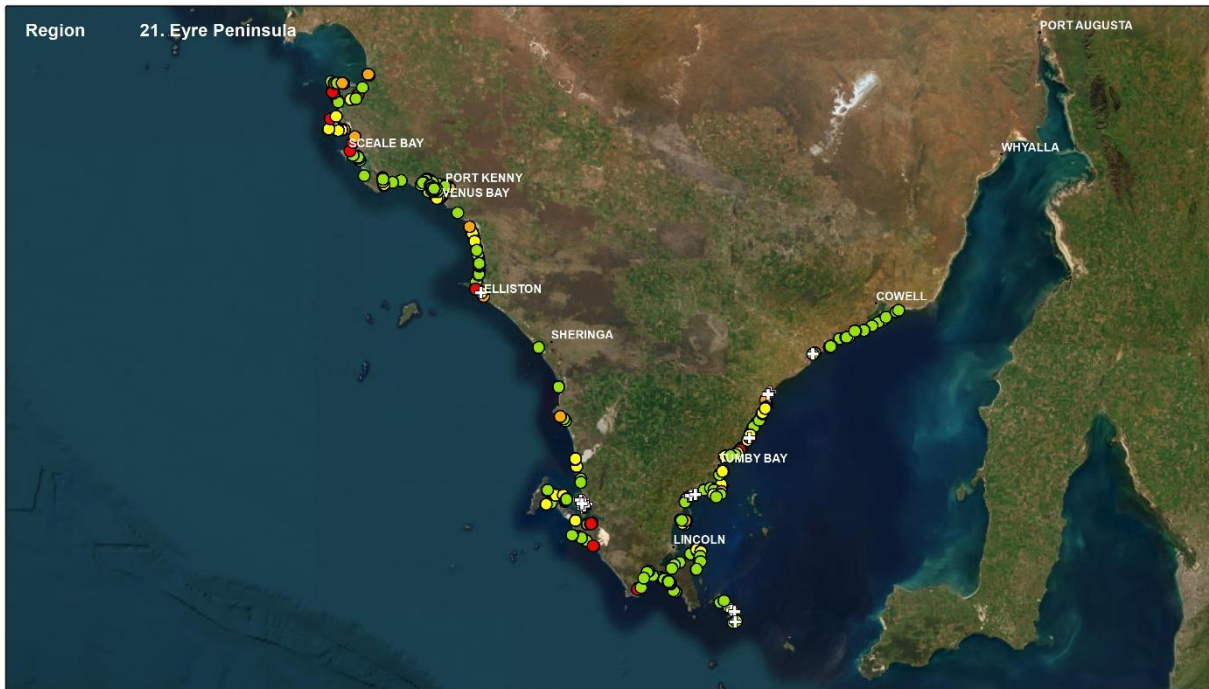 Region 21. Eyre Peninsula
PORT AUGUSTA
WHYALLA
SCEALE BAY
PORT KENNY
VENUS BAY
ELLISTON
COWELL
SHERINGA
TUMBY BAY
LINCOLN